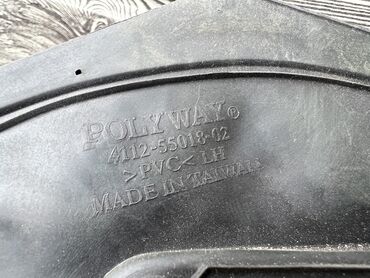 POLYWAY®
4112-55018-02
>PVC< LH
MADE IN TAIWAN